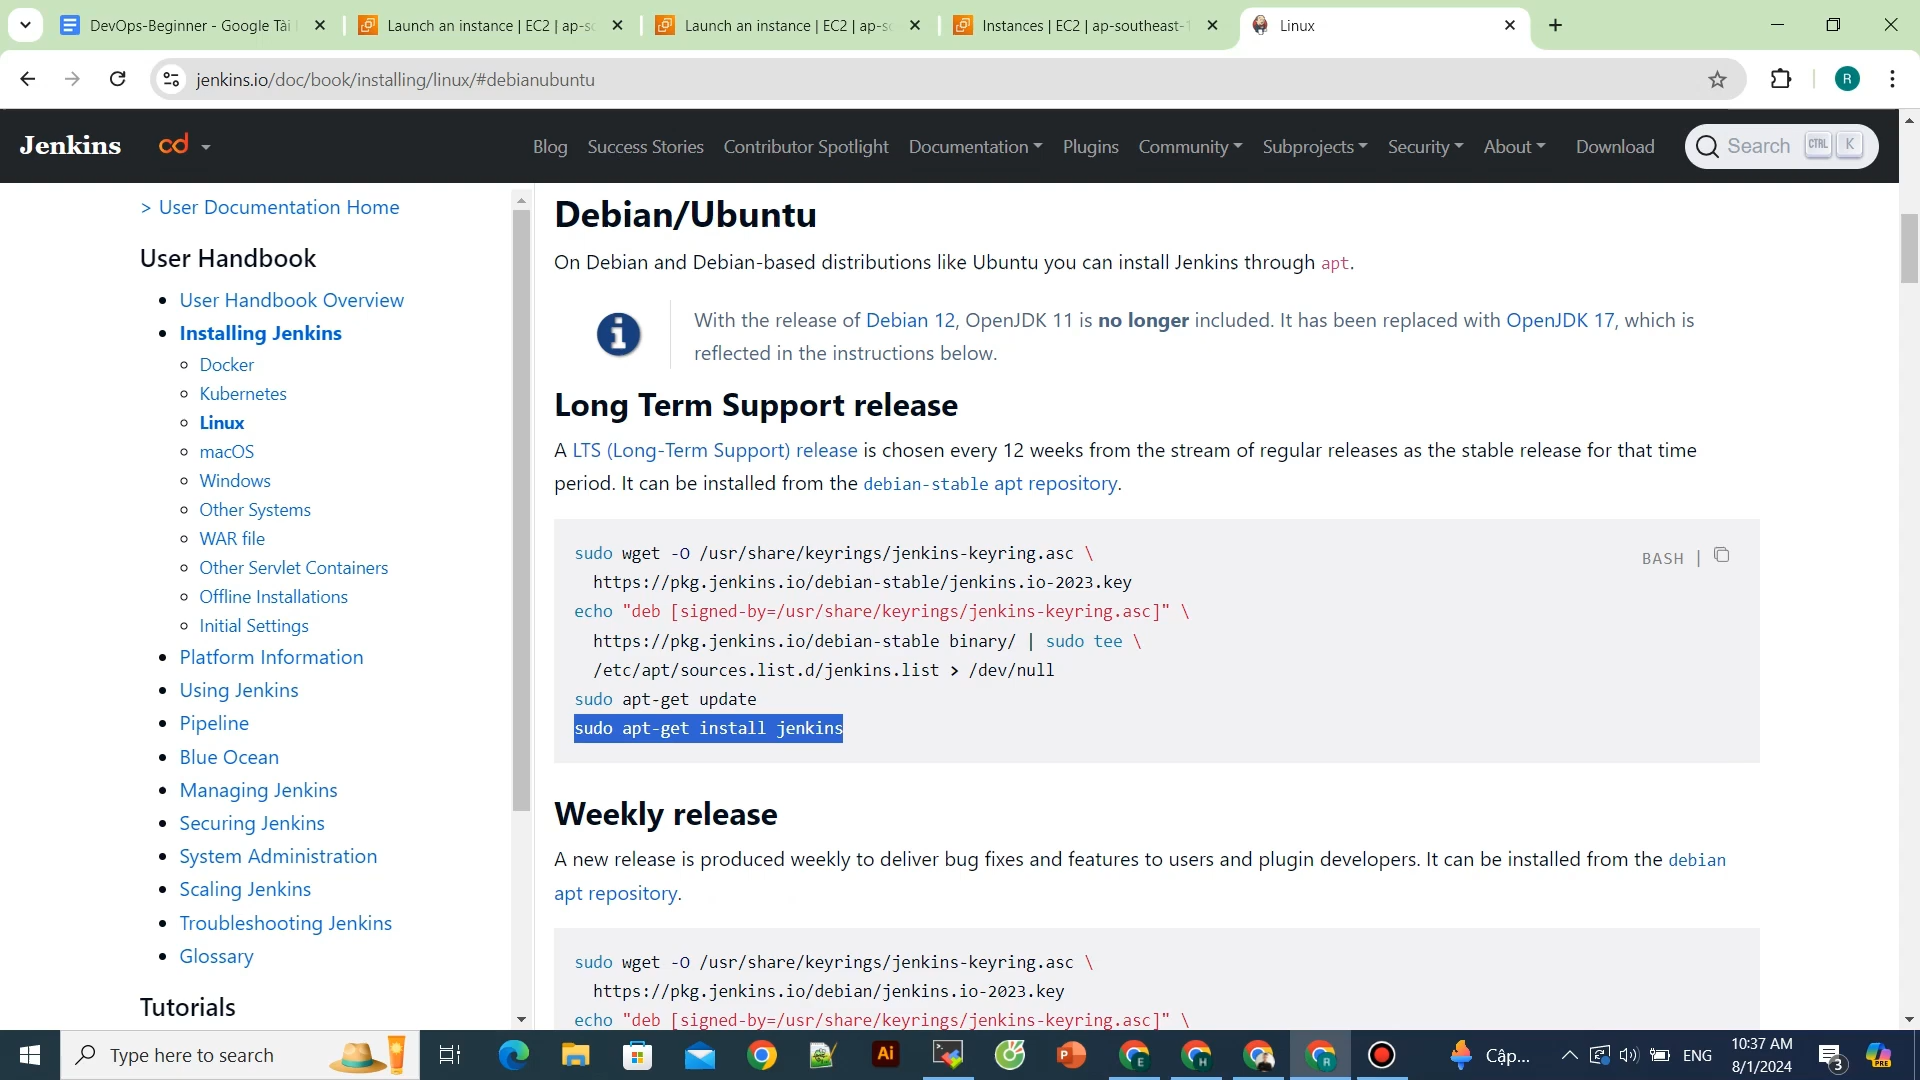 DevOps-Beginner - Google Tài
Launch an instance | EC2 | ap-s
Launch an instance | EC2 | ap-s
Instances | EC2 | ap-southeast-1
Linux
jenkins.io/doc/book/installing/linux/#debianubuntu
R
Jenkins
cd
Blog
Success Stories
Contributor Spotlight
Documentation
Plugins
Community
Subprojects
Security
About
Download
Search
CTRL
K
> User Documentation Home
User Handbook
User Handbook Overview
Installing Jenkins
Docker
Kubernetes
Linux
macOS
Windows
Other Systems
WAR file
Other Servlet Containers
Offline Installations
Initial Settings
Platform Information
Using Jenkins
Pipeline
Blue Ocean
Managing Jenkins
Securing Jenkins
System Administration
Scaling Jenkins
Troubleshooting Jenkins
Glossary
Tutorials
Debian/Ubuntu
On Debian and Debian-based distributions like Ubuntu you can install Jenkins through apt.
With the release of Debian 12, OpenJDK 11 is no longer included. It has been replaced with OpenJDK 17, which is
reflected in the instructions below.
Long Term Support release
A LTS (Long-Term Support) release is chosen every 12 weeks from the stream of regular releases as the stable release for that time
period. It can be installed from the debian-stable apt repository.
BASH |
sudo wget -O /usr/share/keyrings/jenkins-keyring.asc \
https://pkg.jenkins.io/debian-stable/jenkins.io-2023.key
echo "deb [signed-by=/usr/share/keyrings/jenkins-keyring.asc]" \
https://pkg.jenkins.io/debian-stable binary/ | sudo tee \
/etc/apt/sources.list.d/jenkins.list > /dev/null
sudo apt-get update
sudo apt-get install jenkins
Weekly release
A new release is produced weekly to deliver bug fixes and features to users and plugin developers. It can be installed from the debian
apt repository.
sudo wget -O /usr/share/keyrings/jenkins-keyring.asc \
https://pkg.jenkins.io/debian/jenkins.io-2023.key
echo "deb [signed-by=/usr/share/keyrings/jenkins-keyring.asc]" \
Type here to search
Ai
P
E
H
R
Cập...
ENG
10:37 AM
8/1/2024
3
PRE